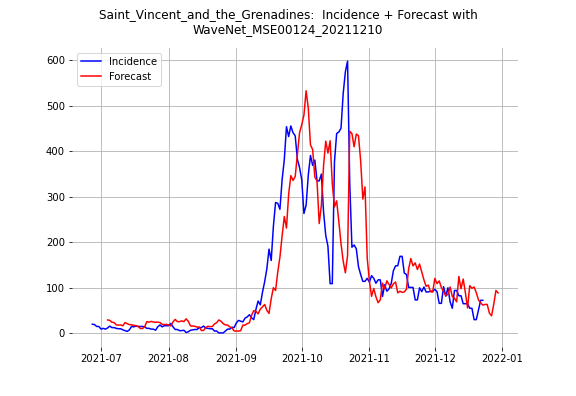 Saint_Vincent_and_the_Grenadines:  Incidence + Forecast with
WaveNet_MSE00124_20211210
Incidence
Forecast
600
500
400
300
200
100
0
2021-07 2021-08 2021-09 2021-10 2021-11 2021-12 2022-01